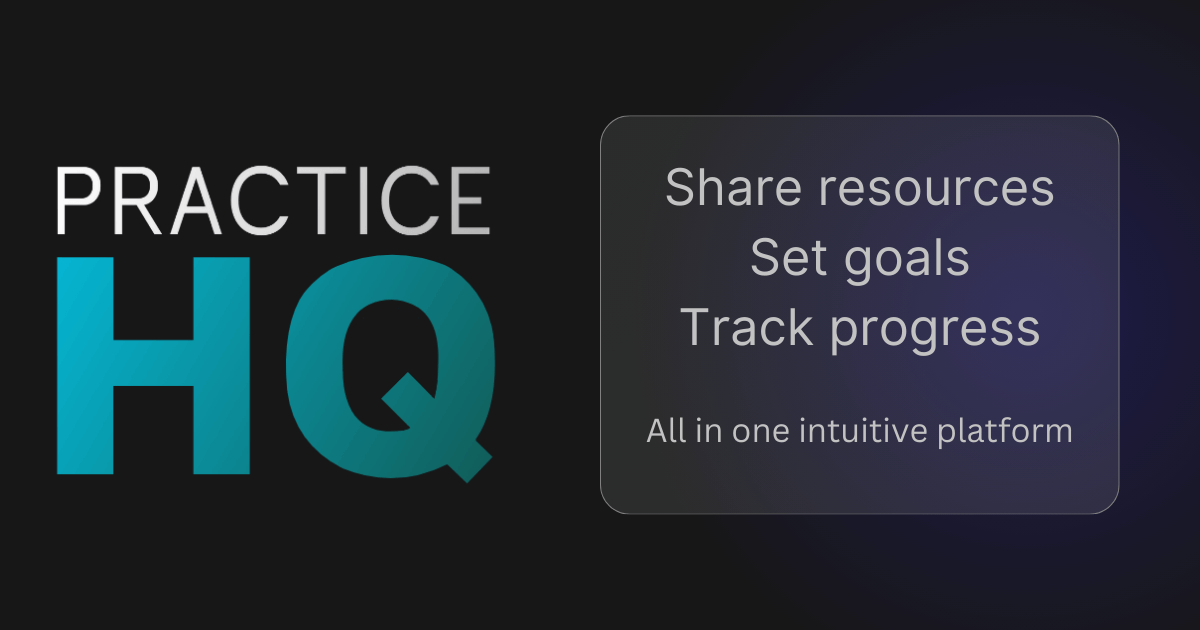 PRACTICE
HQ
Share resources
Set goals
Track progress
All in one intuitive platform